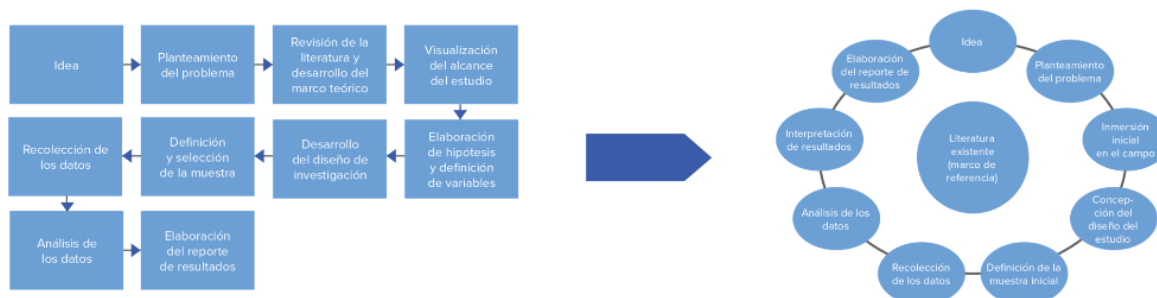 Idea
Planteamiento
del problema
Revisión de la
literatura y
desarrollo del
marco teórico
Visualización
del alcance
del estudio
Elaboración
de hipótesis
y definición
de variables
Desarrollo
del diseño de
investigación
Definición
y selección
de la muestra
Recolección de
los datos
Análisis de
los datos
Elaboración
del reporte
de resultados
Idea
Planteamiento
del problema
Inmersión
inicial
en el campo
Concep-
ción del
diseño del
estudio
Definición de la
muestra inicial
Recolección
de los datos
Análisis de los
datos
Interpretación
de resultados
Elaboración
del reporte de
resultados
Literatura
existente
(marco de
referencia)